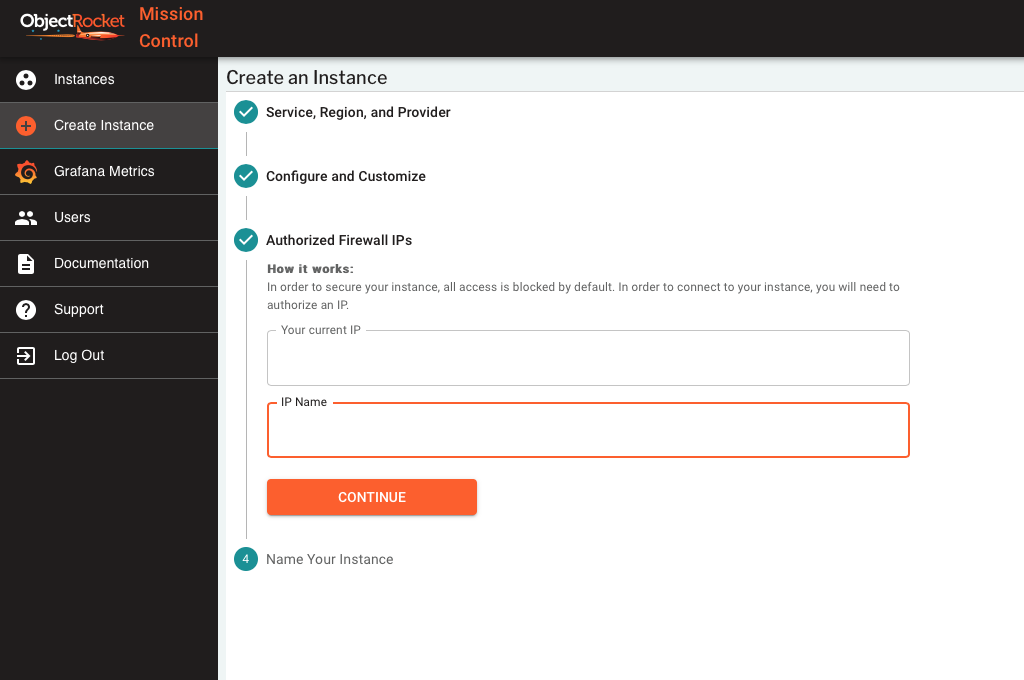 ObjectRocket
Mission
Control
Instances
Create Instance
Grafana Metrics
Users
Documentation
Support
Log Out
Create an Instance
Service, Region, and Provider
Configure and Customize
Authorized Firewall IPs
How it works:
In order to secure your instance, all access is blocked by default. In order to connect to your instance, you will need to
authorize an IP.
Your current IP
IP Name
CONTINUE
4 Name Your Instance